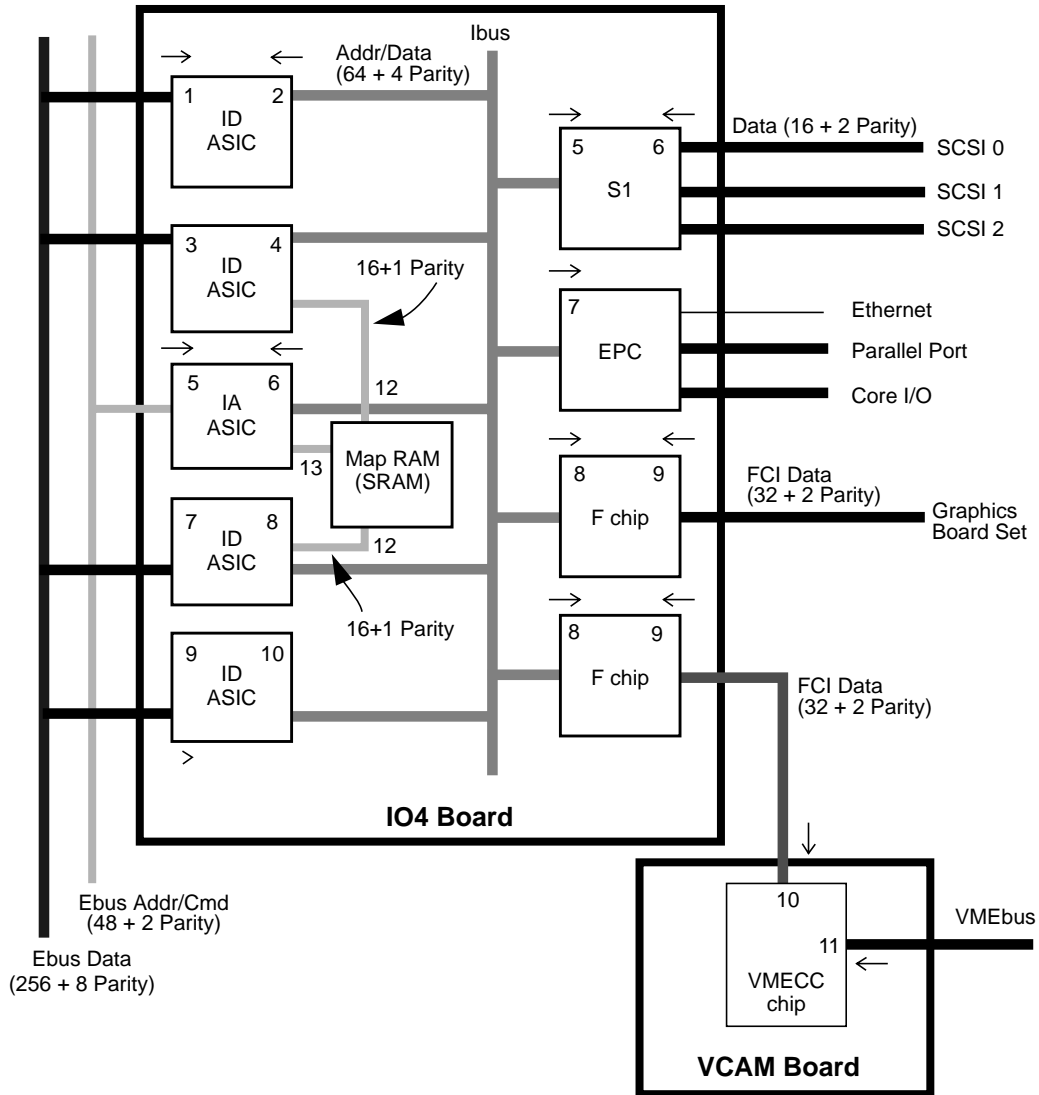 Ibus
Addr/Data
(64 + 4 Parity)
1 2
ID
ASIC
5 6
S1
Data (16 + 2 Parity)
SCSI 0
SCSI 1
SCSI 2
3 4
ID
ASIC
16+1 Parity
7
EPC
Ethernet
Parallel Port
Core I/O
5 6
IA
ASIC
12
13
Map RAM
(SRAM)
12
8 9
F chip
FCI Data
(32 + 2 Parity)
Graphics
Board Set
7 8
ID
ASIC
16+1 Parity
8 9
F chip
FCI Data
(32 + 2 Parity)
9 10
ID
ASIC
>
IO4 Board
Ebus Addr/Cmd
(48 + 2 Parity)
Ebus Data
(256 + 8 Parity)
10
11
VMECC
chip
VMEbus
VCAM Board